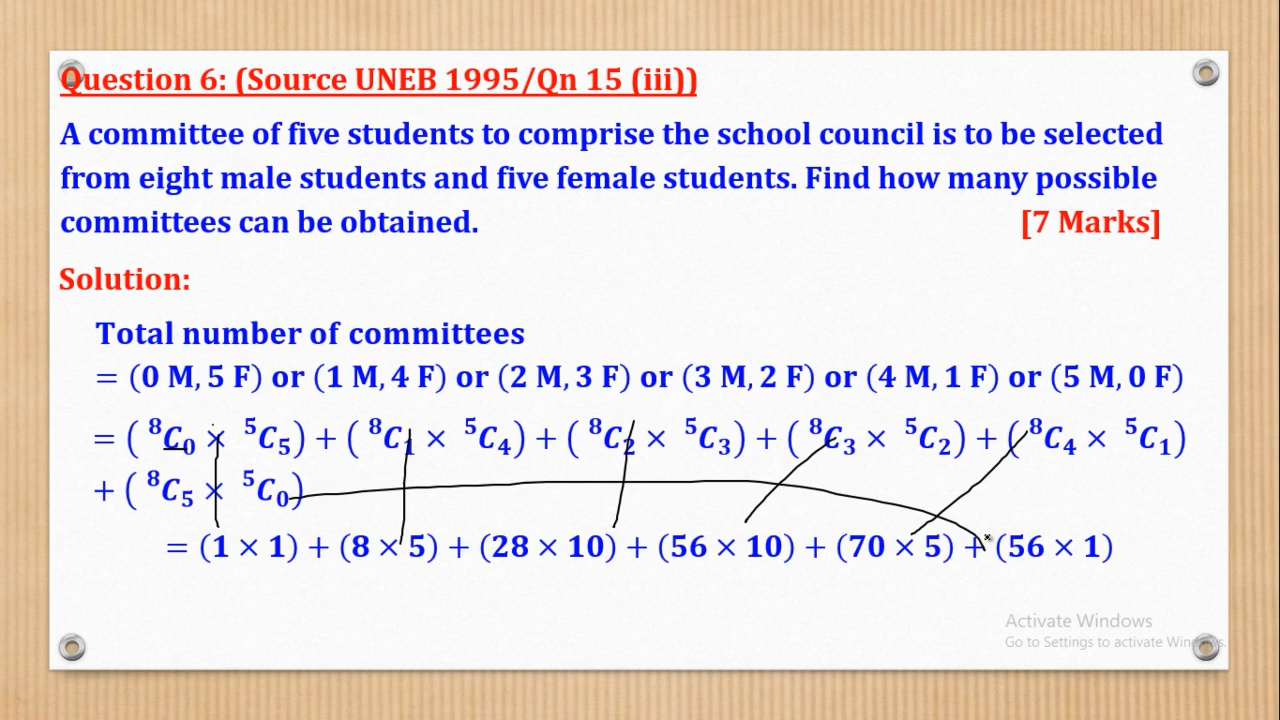 Question 6: (Source UNEB 1995/Qn 15 (iii))
A committee of five students to comprise the school council is to be selected
from eight male students and five female students. Find how many possible
committees can be obtained. [7 Marks]
Solution:
Total number of committees
= (0 M, 5 F) or (1 M, 4 F) or (2 M, 3 F) or (3 M, 2 F) or (4 M, 1 F) or (5 M, 0 F)
= ( ⁸C₀ × ⁵C₅) + ( ⁸C₁ × ⁵C₄) + ( ⁸C₂ × ⁵C₃) + ( ⁸C₃ × ⁵C₂) + ( ⁸C₄ × ⁵C₁)
+ ( ⁸C₅ × ⁵C₀)
= (1 × 1) + (8 × 5) + (28 × 10) + (56 × 10) + (70 × 5) + (56 × 1)
Activate Windows
Go to Settings to activate Windows.